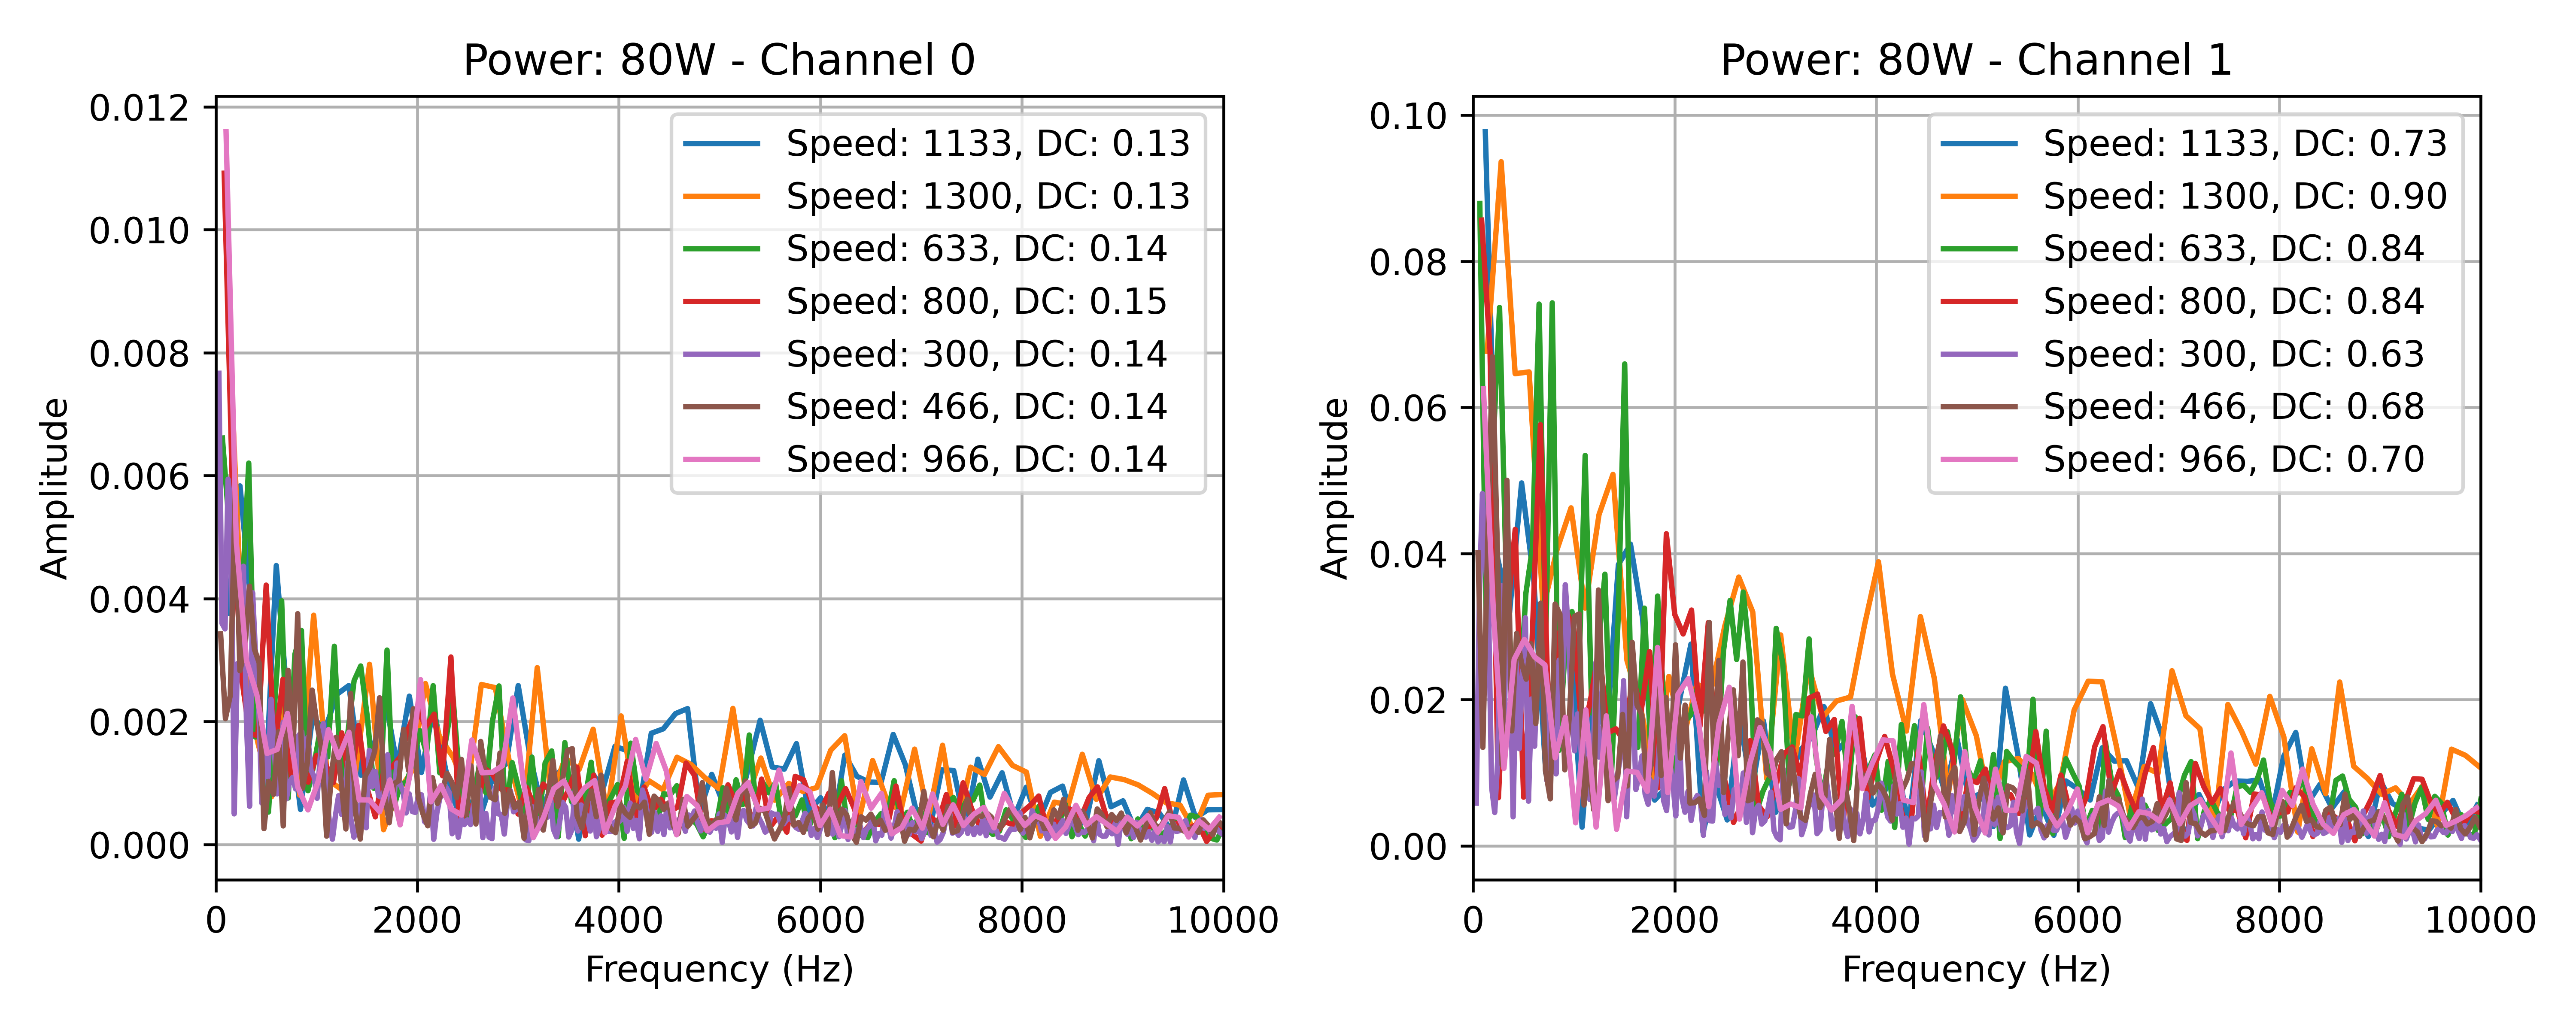 Power: 80W - Channel 0
0.012
0.010
0.008
0.006
0.004
0.002
0.000
Amplitude
0
2000
4000
6000
8000
10000
Frequency (Hz)
Speed: 1133, DC: 0.13
Speed: 1300, DC: 0.13
Speed: 633, DC: 0.14
Speed: 800, DC: 0.15
Speed: 300, DC: 0.14
Speed: 466, DC: 0.14
Speed: 966, DC: 0.14
Power: 80W - Channel 1
0.10
0.08
0.06
0.04
0.02
0.00
Amplitude
0
2000
4000
6000
8000
10000
Frequency (Hz)
Speed: 1133, DC: 0.73
Speed: 1300, DC: 0.90
Speed: 633, DC: 0.84
Speed: 800, DC: 0.84
Speed: 300, DC: 0.63
Speed: 466, DC: 0.68
Speed: 966, DC: 0.70